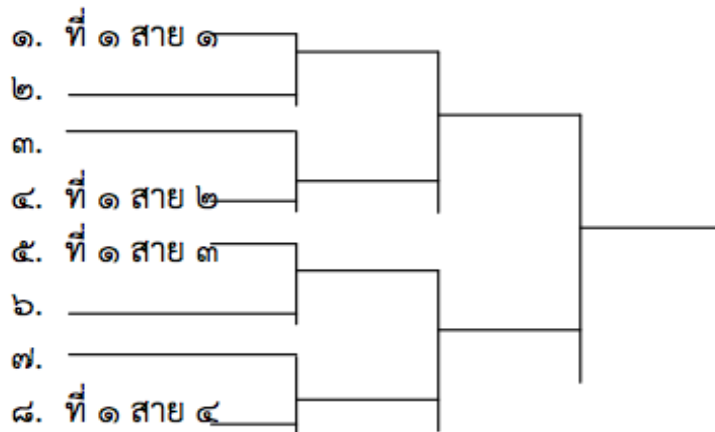 ๑. ที่ ๑ สาย ๑
๒.
๓.
๔. ที่ ๑ สาย ๒
๕. ที่ ๑ สาย ๓
๖.
๗.
๘. ที่ ๑ สาย ๔